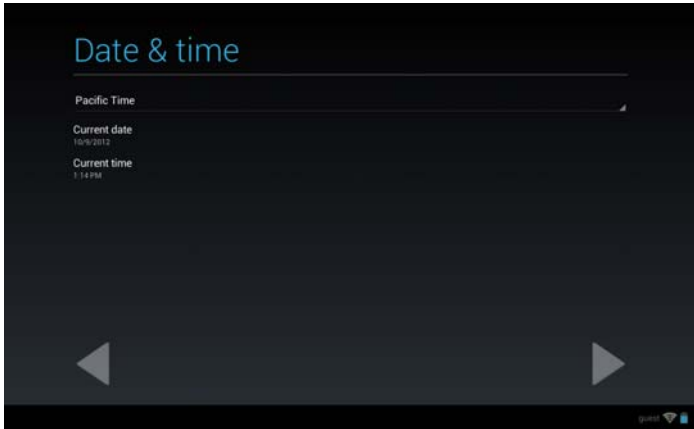 Date & time
Pacific Time
Current date
10/9/2012
Current time
1:14 PM
guest